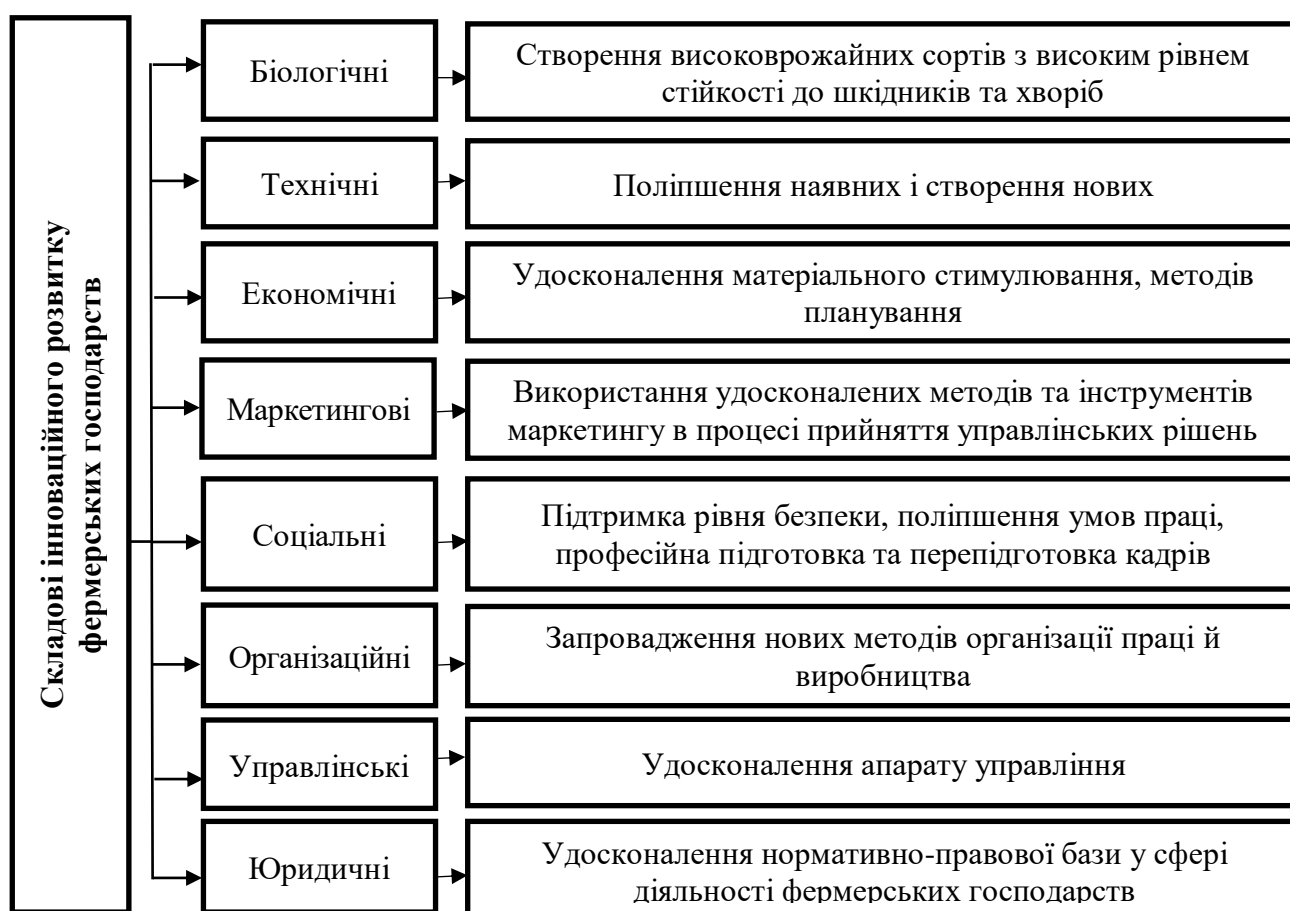 Складові інноваційного розвитку
фермерських господарств
Біологічні
Створення високоврожайних сортів з високим рівнем
стійкості до шкідників та хвороб
Технічні
Поліпшення наявних і створення нових
Економічні
Удосконалення матеріального стимулювання, методів
планування
Маркетингові
Використання удосконалених методів та інструментів
маркетингу в процесі прийняття управлінських рішень
Соціальні
Підтримка рівня безпеки, поліпшення умов праці,
професійна підготовка та перепідготовка кадрів
Організаційні
Запровадження нових методів організації праці й
виробництва
Управлінські
Удосконалення апарату управління
Юридичні
Удосконалення нормативно-правової бази у сфері
діяльності фермерських господарств